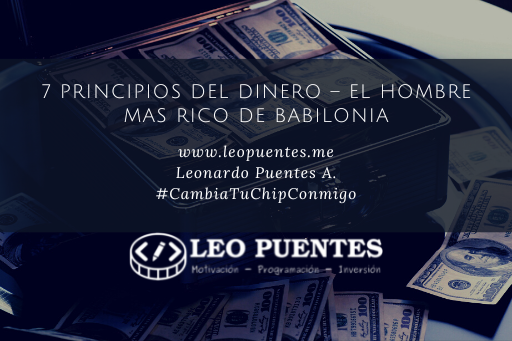 7 PRINCIPIOS DEL DINERO – EL HOMBRE
MAS RICO DE BABILONIA
www.leopuentes.me
Leonardo Puentes A.
#CambiaTuChipConmigo
LEO PUENTES
Motivación – Programación – Inversión
100